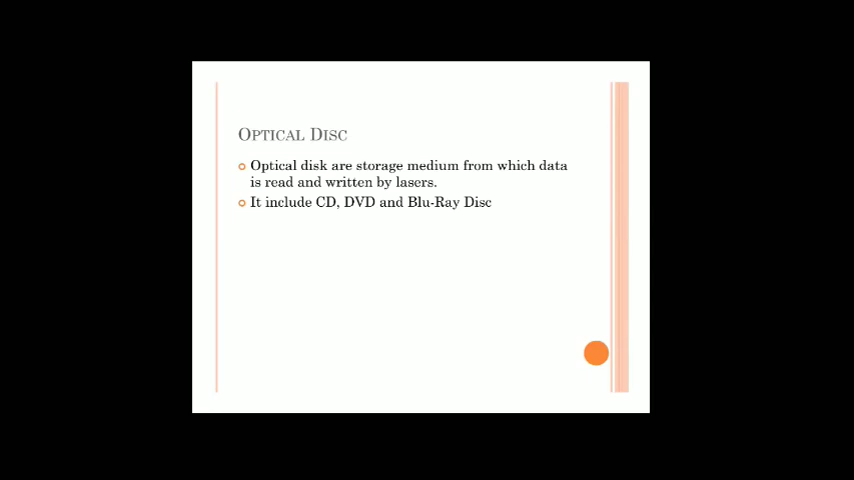 OPTICAL DISC
Optical disk are storage medium from which data
is read and written by lasers.
It include CD, DVD and Blu-Ray Disc